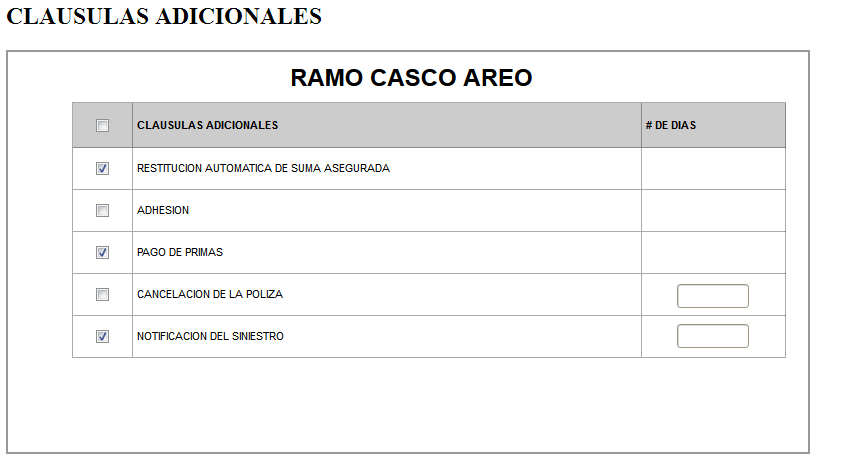 CLAUSULAS ADICIONALES
RAMO CASCO AREO
CLAUSULAS ADICIONALES # DE DIAS
RESTITUCION AUTOMATICA DE SUMA ASEGURADA
ADHESION
PAGO DE PRIMAS
CANCELACION DE LA POLIZA
NOTIFICACION DEL SINIESTRO